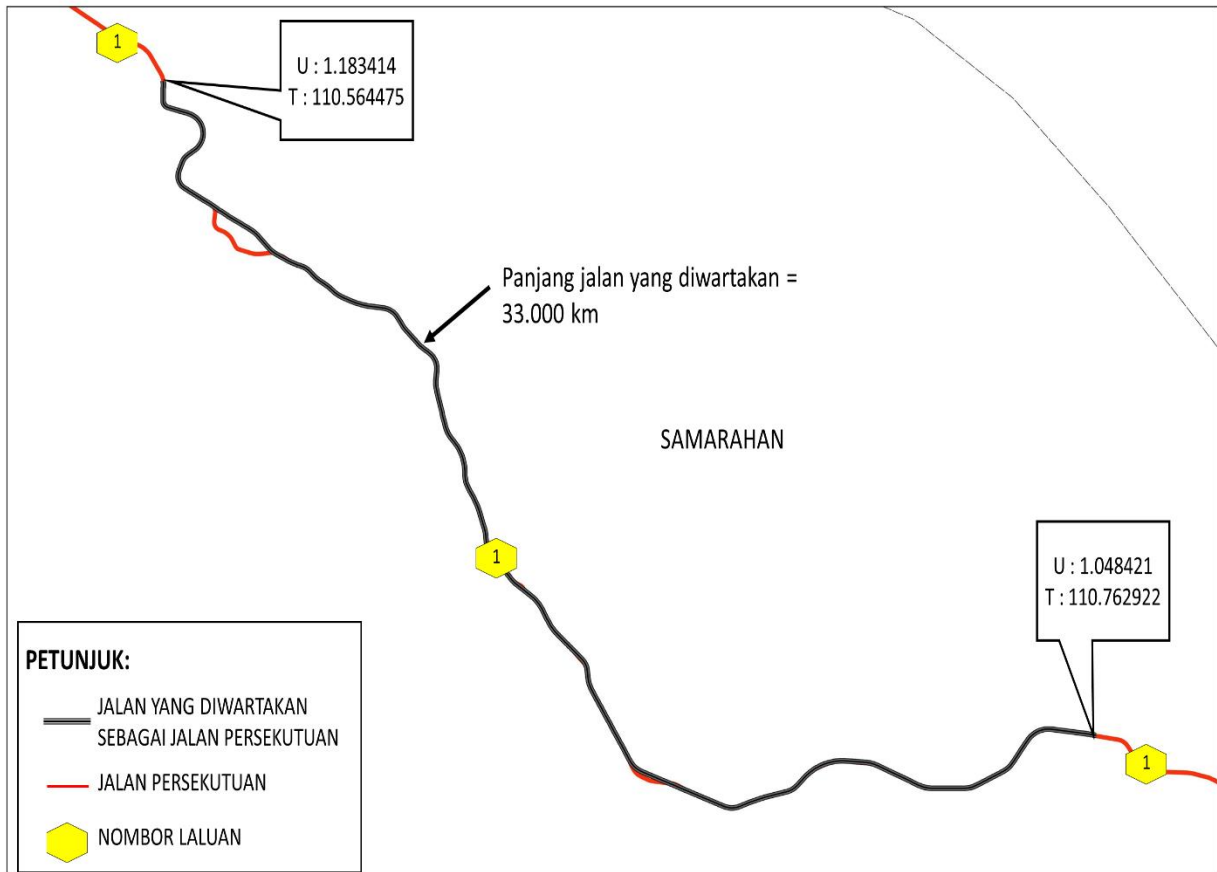 1
U : 1.183414
T : 110.564475
Panjang jalan yang diwartakan =
33.000 km
SAMARAHAN
1
U : 1.048421
T : 110.762922
1
PETUNJUK:
JALAN YANG DIWARTAKAN
SEBAGAI JALAN PERSEKUTUAN
JALAN PERSEKUTUAN
NOMBOR LALUAN